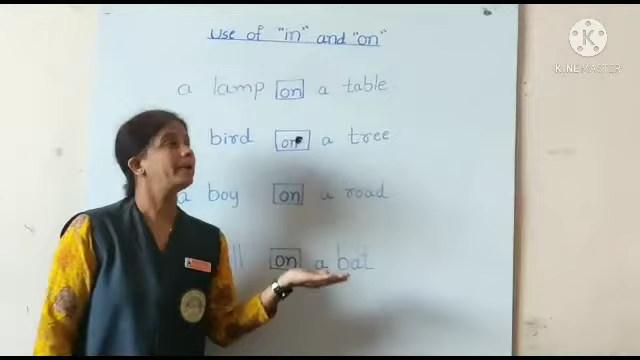 Use of "in" and "on"
a lamp on a table
bird on a tree
a boy on a road
on a bat
K
KINEMASTER